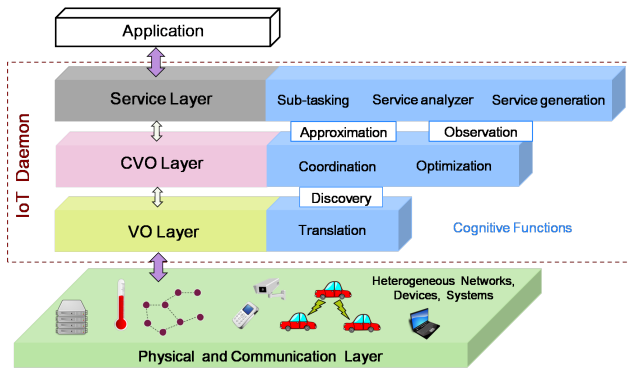 Application
IoT Daemon
Service Layer
Sub-tasking
Service analyzer
Service generation
Approximation
Observation
CVO Layer
Coordination
Optimization
Discovery
VO Layer
Translation
Cognitive Functions
Heterogeneous Networks,
Devices, Systems
Physical and Communication Layer